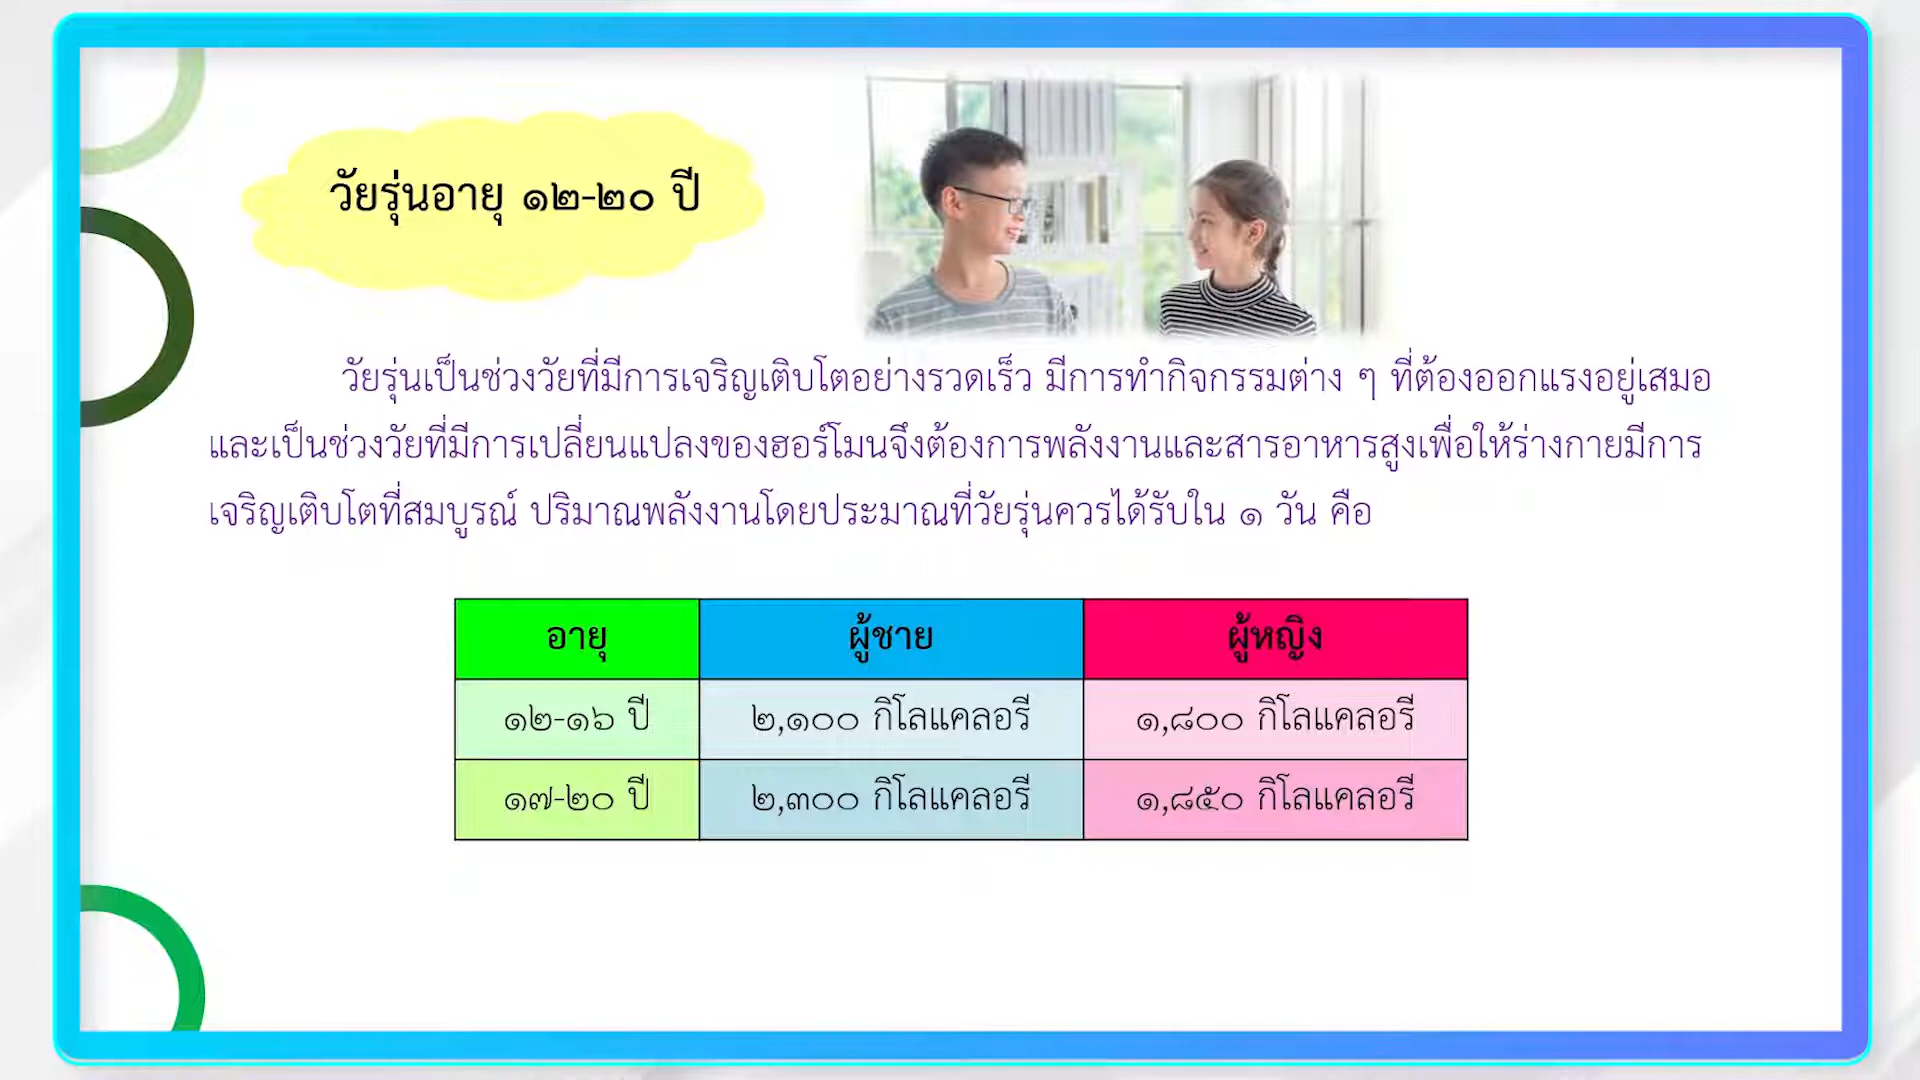 วัยรุ่นอายุ ๑๒-๒๐ ปี
วัยรุ่นเป็นช่วงวัยที่มีการเจริญเติบโตอย่างรวดเร็ว มีการทำกิจกรรมต่าง ๆ ที่ต้องออกแรงอยู่เสมอ
และเป็นช่วงวัยที่มีการเปลี่ยนแปลงของฮอร์โมนจึงต้องการพลังงานและสารอาหารสูงเพื่อให้ร่างกายมีการ
เจริญเติบโตที่สมบูรณ์ ปริมาณพลังงานโดยประมาณที่วัยรุ่นควรได้รับใน ๑ วัน คือ
อายุ ผู้ชาย ผู้หญิง
๑๒-๑๖ ปี ๒,๑๐๐ กิโลแคลอรี ๑,๘๐๐ กิโลแคลอรี
๑๗-๒๐ ปี ๒,๓๐๐ กิโลแคลอรี ๑,๘๕๐ กิโลแคลอรี